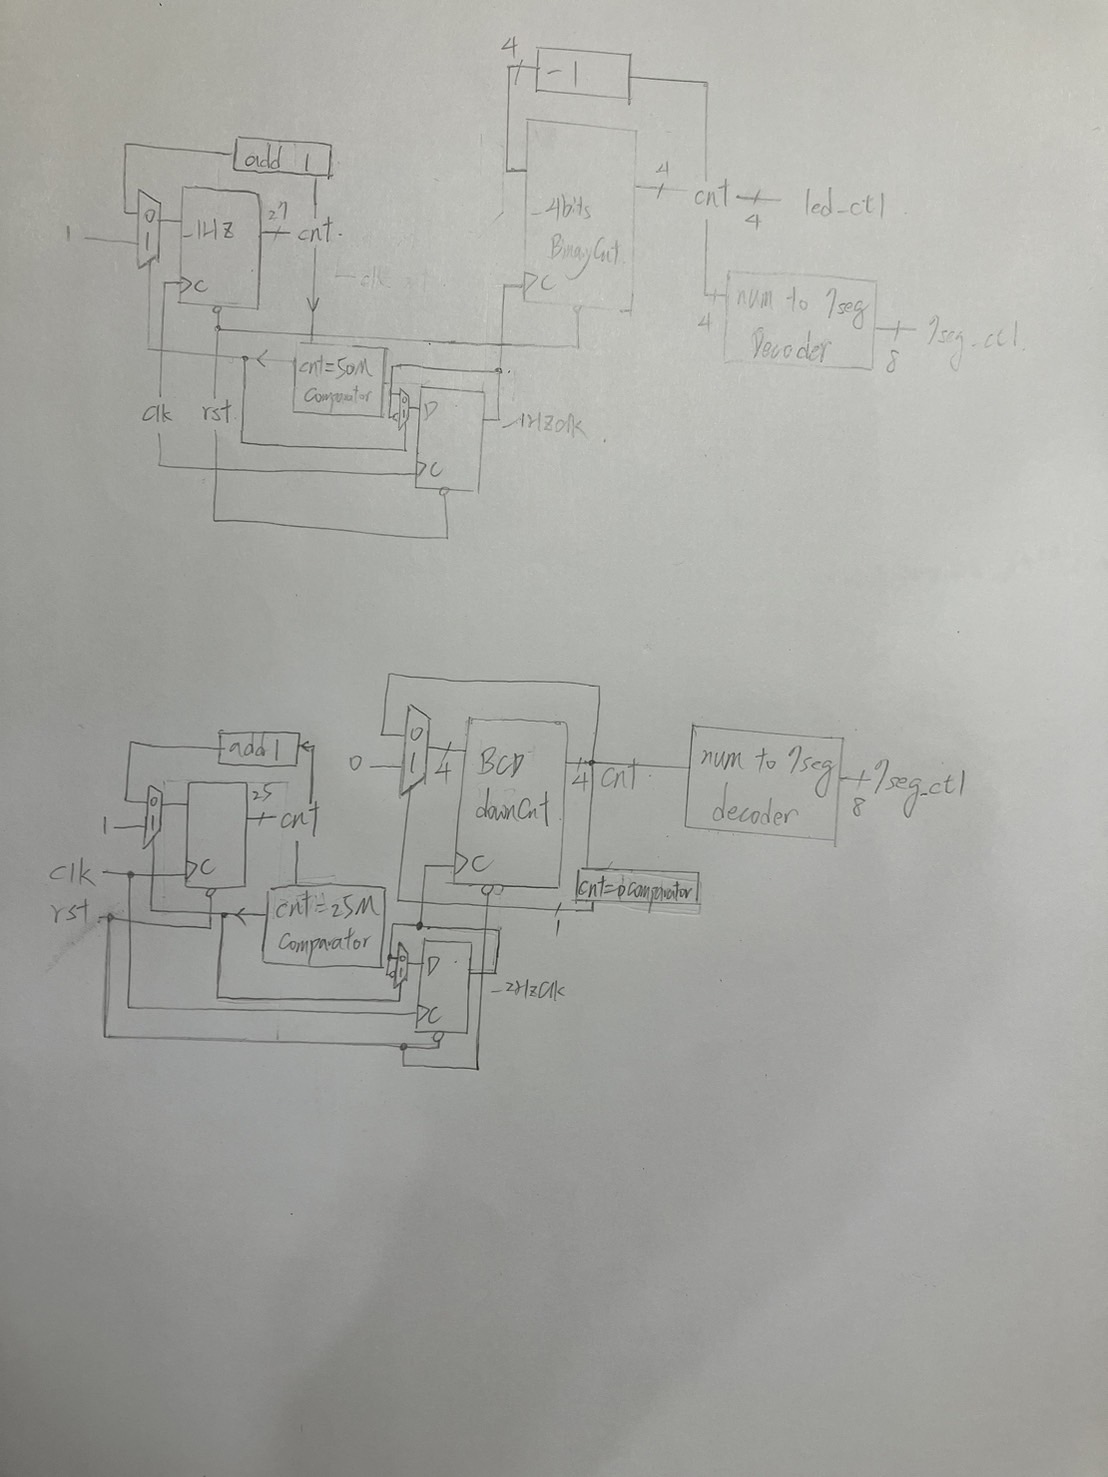 4
-1
add 1
4
-4bits
BinaryCnt
cnt
4
led_ctl
0
1
1
-1HZ
27
cnt
C
C
4
num to 7seg
Decoder
8
7seg_ctl
cnt=50M
Comparator
clk
rst
0
1
D
C
-1HZclk
add 1
0
1
0
4
BCD
downCnt
4
cnt
num to 7seg
decoder
8
7seg_ctl
0
1
1
25
cnt
clk
C
C
cnt=0 comparator
rst
cnt=25M
Comparator
1
0
1
D
C
-2HzClk